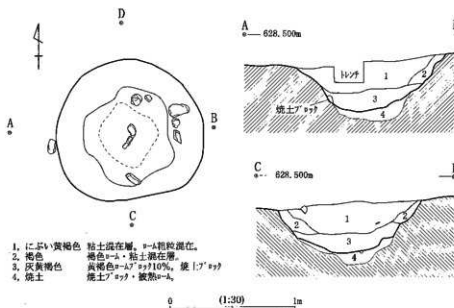 D
A
B
C
A
628.500m
トレンチ
1
2
3
焼土ブロック
4
C
628.500m
1
2
2
3
4
1. にぶい黄褐色 粘土混在層。ローム粗粒混在。
2. 褐色 褐色ローム・粘土混在層。
3. 灰黄褐色 黄褐色ロームブロック10%。焼土ブロック
4. 焼土 焼土ブロック・被熱ローム。
0 (1:30) 1m